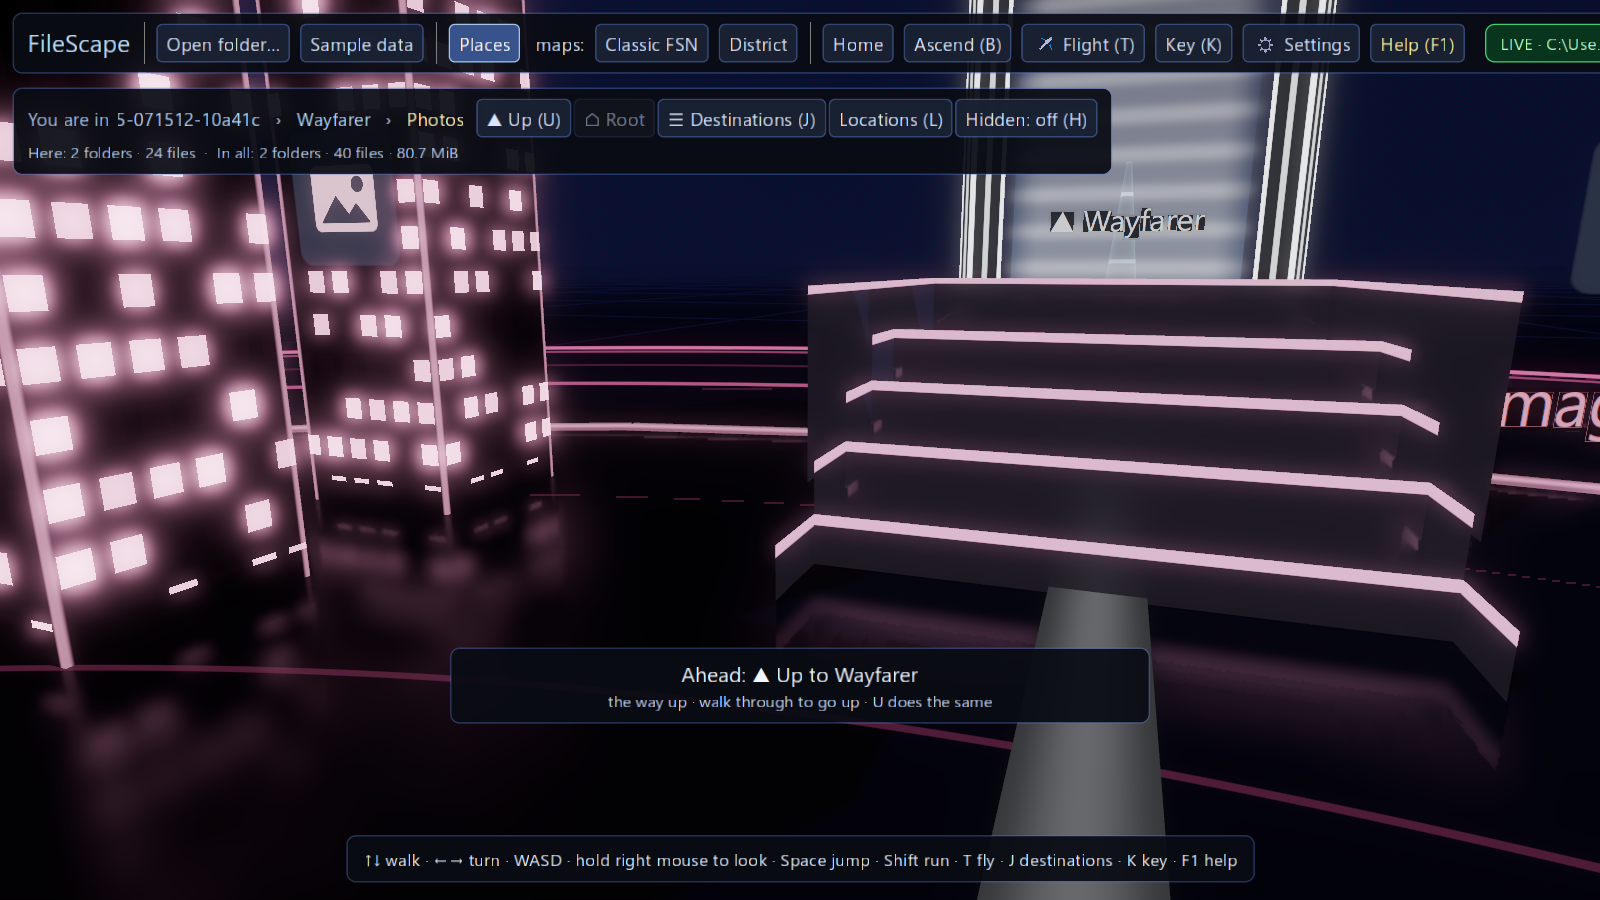 FileScape Open folder... Sample data Places maps: Classic FSN District Home Ascend (B) Flight (T) Key (K) Settings Help (F1) LIVE · C:\Use...
You are in 5-071512-10a41c › Wayfarer › Photos ▲ Up (U) Root ☰ Destinations (J) Locations (L) Hidden: off (H)
Here: 2 folders · 24 files · In all: 2 folders · 40 files · 80.7 MiB
▲ Wayfarer
Ahead: ▲ Up to Wayfarer
the way up · walk through to go up · U does the same
↑↓ walk · ←→ turn · WASD · hold right mouse to look · Space jump · Shift run · T fly · J destinations · K key · F1 help